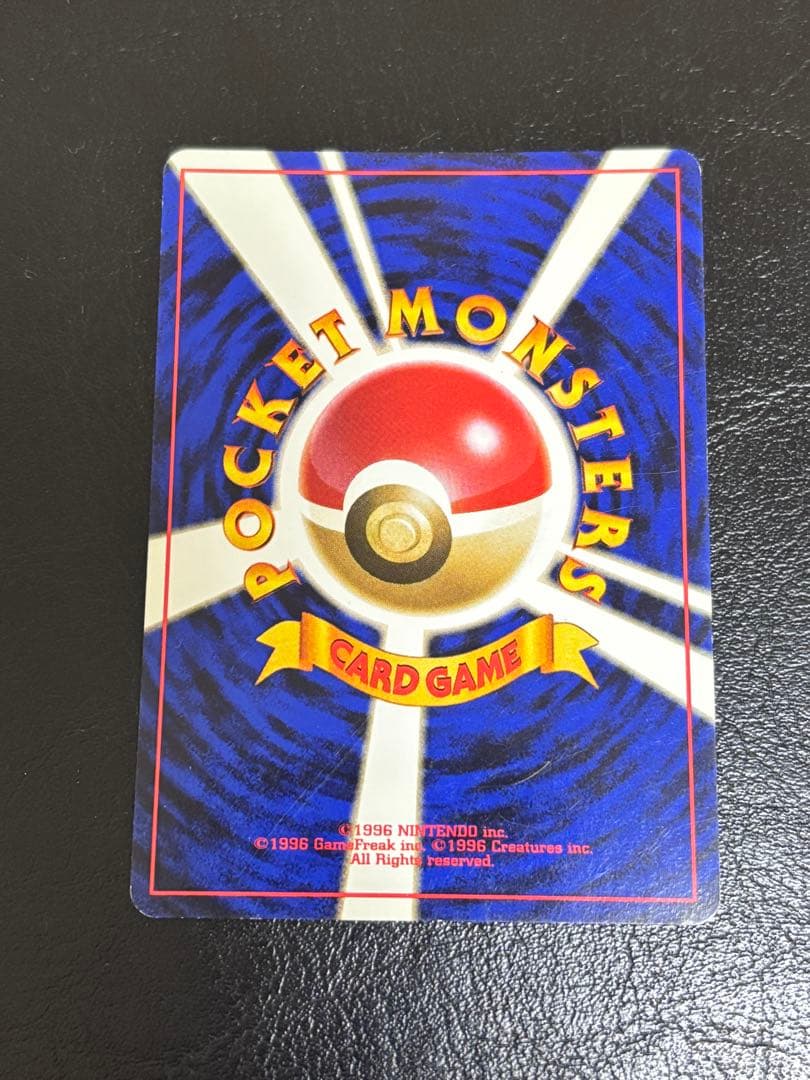 POCKET MONSTERS
CARD GAME
©1996 NINTENDO inc.
©1996 GameFreak inc. ©1996 Creatures inc.
All Rights reserved.